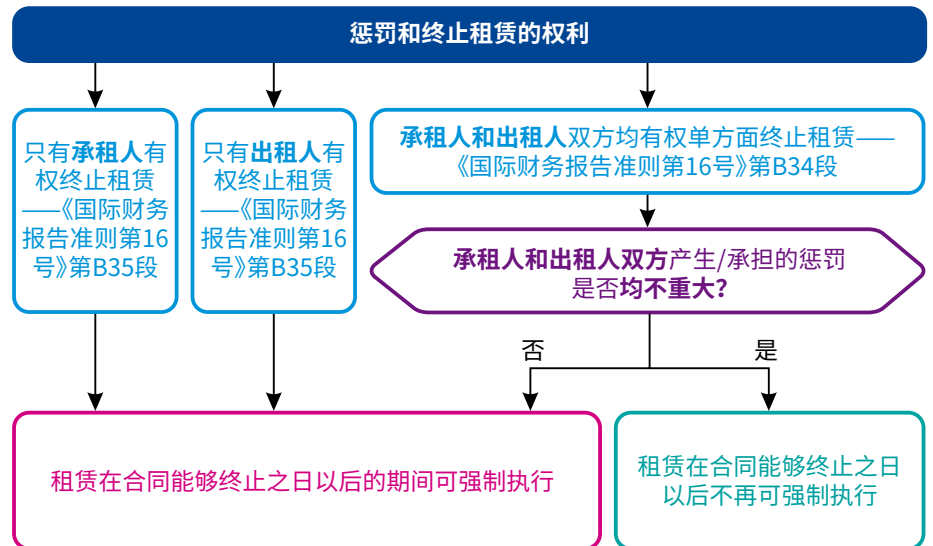 惩罚和终止租赁的权利
只有承租人有
权终止租赁
——《国际财务
报告准则第16
号》第B35段
只有出租人有
权终止租赁
——《国际财务
报告准则第16
号》第B35段
承租人和出租人双方均有权单方面终止租赁——
《国际财务报告准则第16号》第B34段
承租人和出租人双方产生/承担的惩罚
是否均不重大?
否
是
租赁在合同能够终止之日以后的期间可强制执行
租赁在合同能够终止之日
以后不再可强制执行